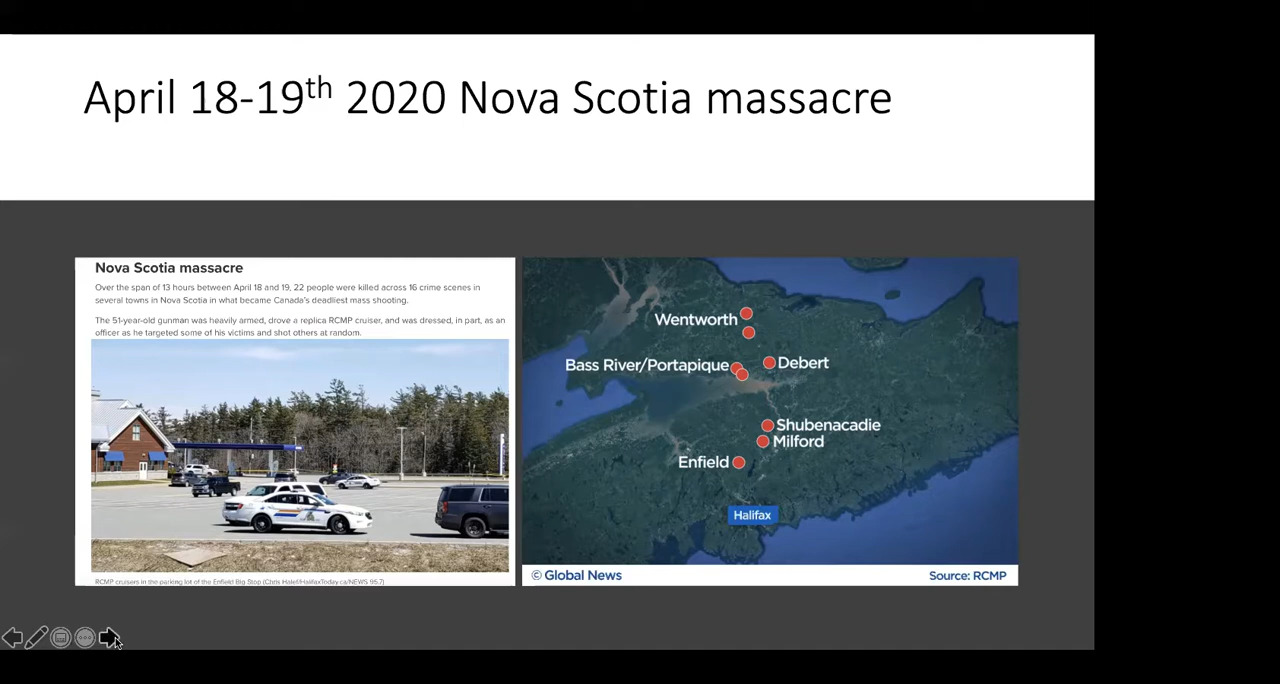 April 18-19th 2020 Nova Scotia massacre
Nova Scotia massacre
Over the span of 13 hours between April 18 and 19, 22 people were killed across 16 crime scenes in
several towns in Nova Scotia in what became Canada's deadliest mass shooting.
The 51-year-old gunman was heavily armed, drove a replica RCMP cruiser, and was dressed, in part, as an
officer as he targeted some of his victims and shot others at random.
RCMP cruisers in the parking lot of the Enfield Big Stop (Chris Halef/HalifaxToday.ca/NEWS 95.7)
Wentworth
Bass River/Portapique
Debert
Shubenacadie
Milford
Enfield
Halifax
© Global News
Source: RCMP